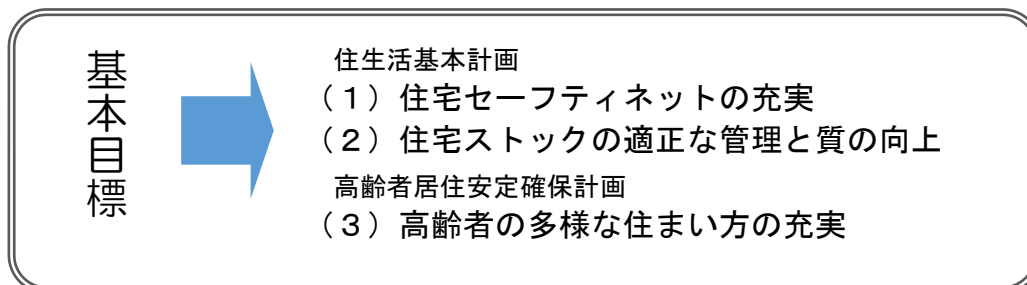 基本目標
住生活基本計画
（１）住宅セーフティネットの充実
（２）住宅ストックの適正な管理と質の向上
高齢者居住安定確保計画
（３）高齢者の多様な住まい方の充実